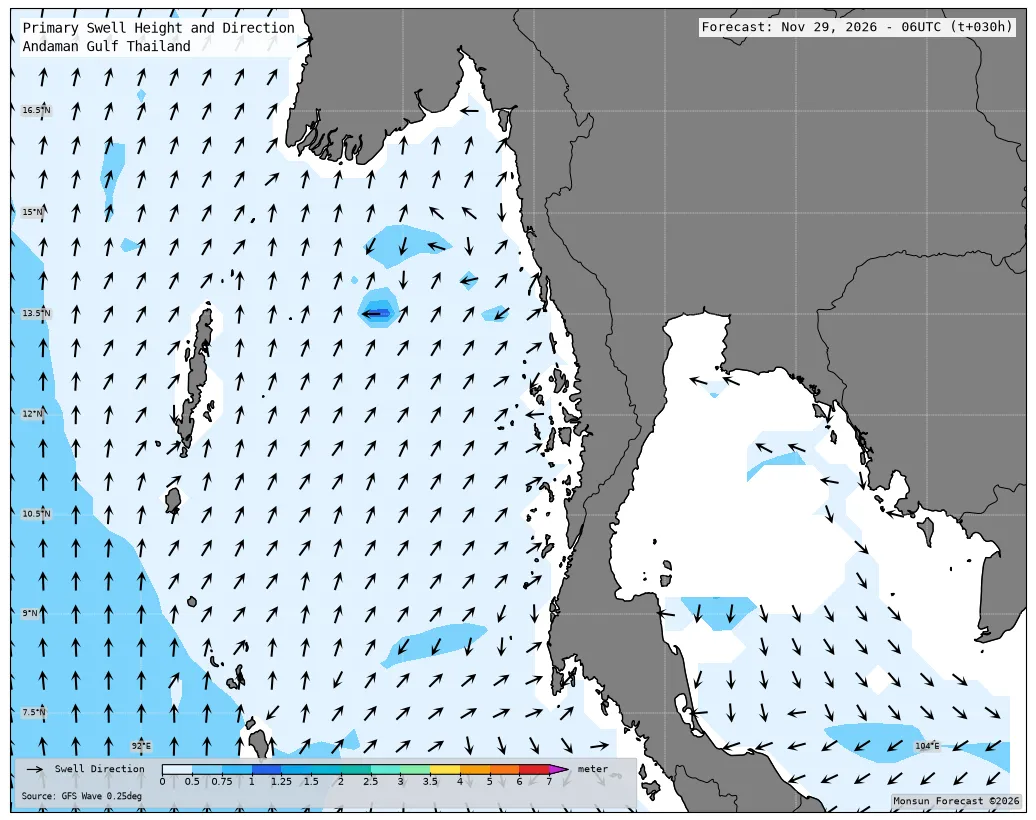 Primary Swell Height and Direction
Andaman Gulf Thailand
Forecast: Nov 29, 2026 - 06UTC (t+030h)
16.5°N
15°N
13.5°N
12°N
10.5°N
9°N
7.5°N
92°E
104°E
Swell Direction
0 0.5 0.75 1 1.25 1.5 2 2.5 3 3.5 4 5 6 7
meter
Source: GFS Wave 0.25deg
Monsun Forecast ©2026